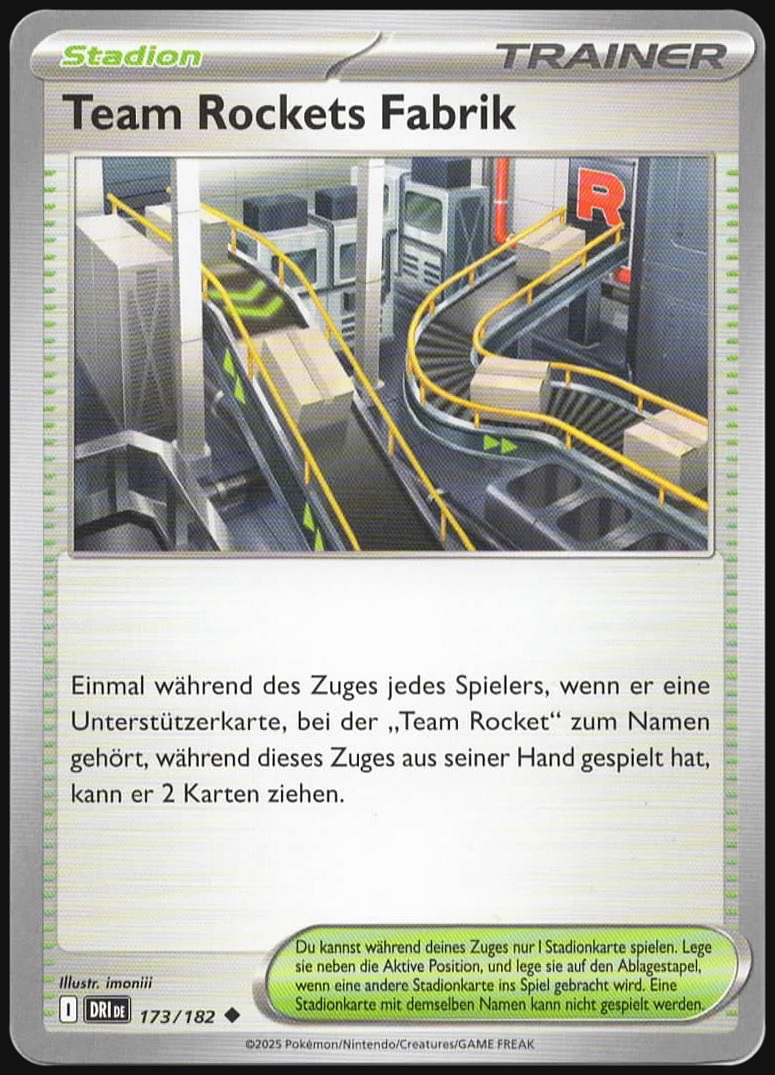 Stadion
TRAINER
Team Rockets Fabrik
R
Einmal während des Zuges jedes Spielers, wenn er eine
Unterstützerkarte, bei der „Team Rocket“ zum Namen
gehört, während dieses Zuges aus seiner Hand gespielt hat,
kann er 2 Karten ziehen.
Du kannst während deines Zuges nur 1 Stadionkarte spielen. Lege
sie neben die Aktive Position, und lege sie auf den Ablagestapel,
wenn eine andere Stadionkarte ins Spiel gebracht wird. Eine
Stadionkarte mit demselben Namen kann nicht gespielt werden.
Illustr. imoniii
I DRI DE 173/182
©2025 Pokémon/Nintendo/Creatures/GAME FREAK